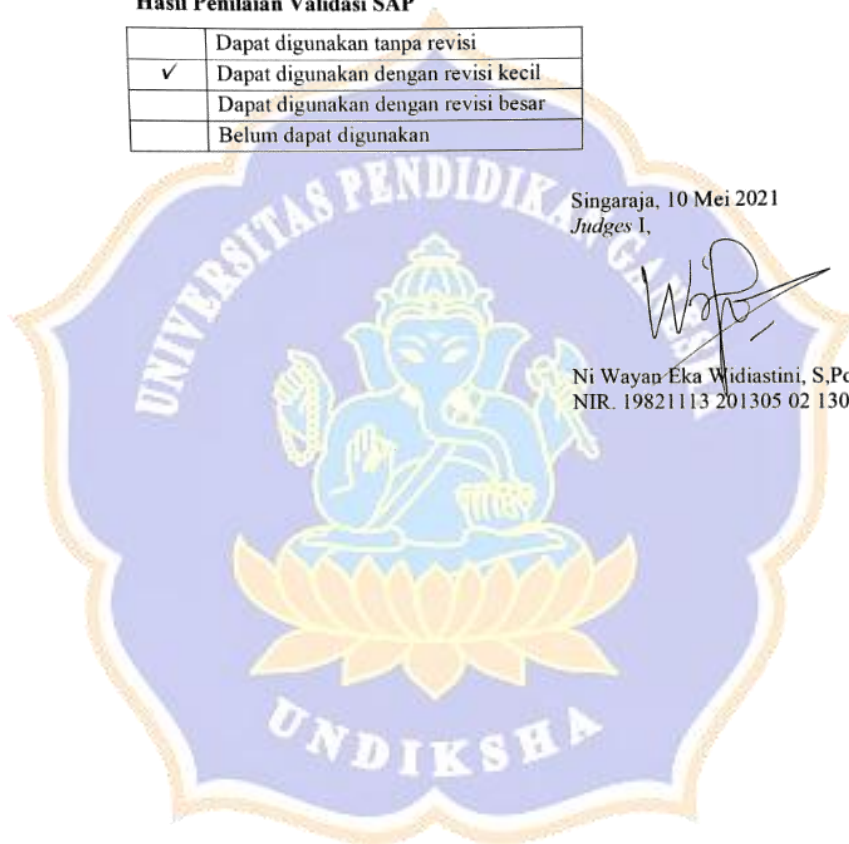 Hasil Penilaian Validasi SAP
Dapat digunakan tanpa revisi
✓ Dapat digunakan dengan revisi kecil
Dapat digunakan dengan revisi besar
Belum dapat digunakan
Singaraja, 10 Mei 2021
Judges I,
Ni Wayan Eka Widiastini, S,Pd
NIR. 19821113 201305 02 130
UNIVERSITAS PENDIDIKAN GANESHA
UNDIKSHA